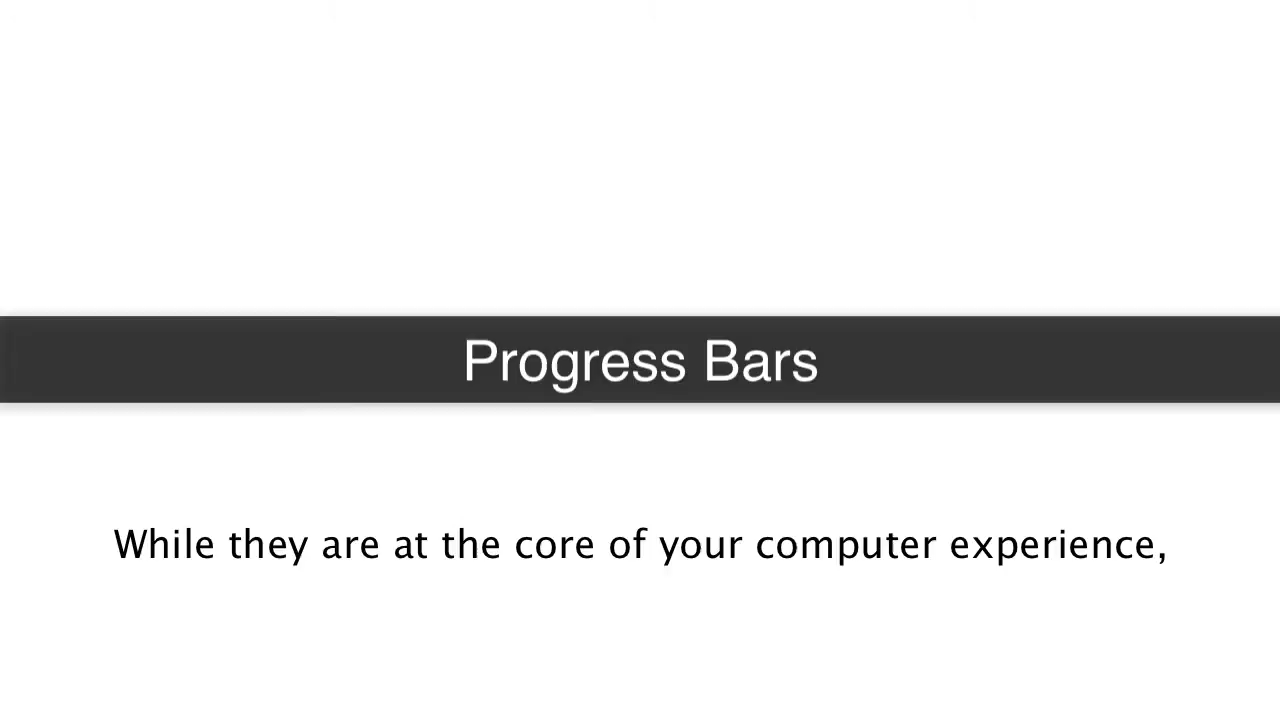 Progress Bars
While they are at the core of your computer experience,